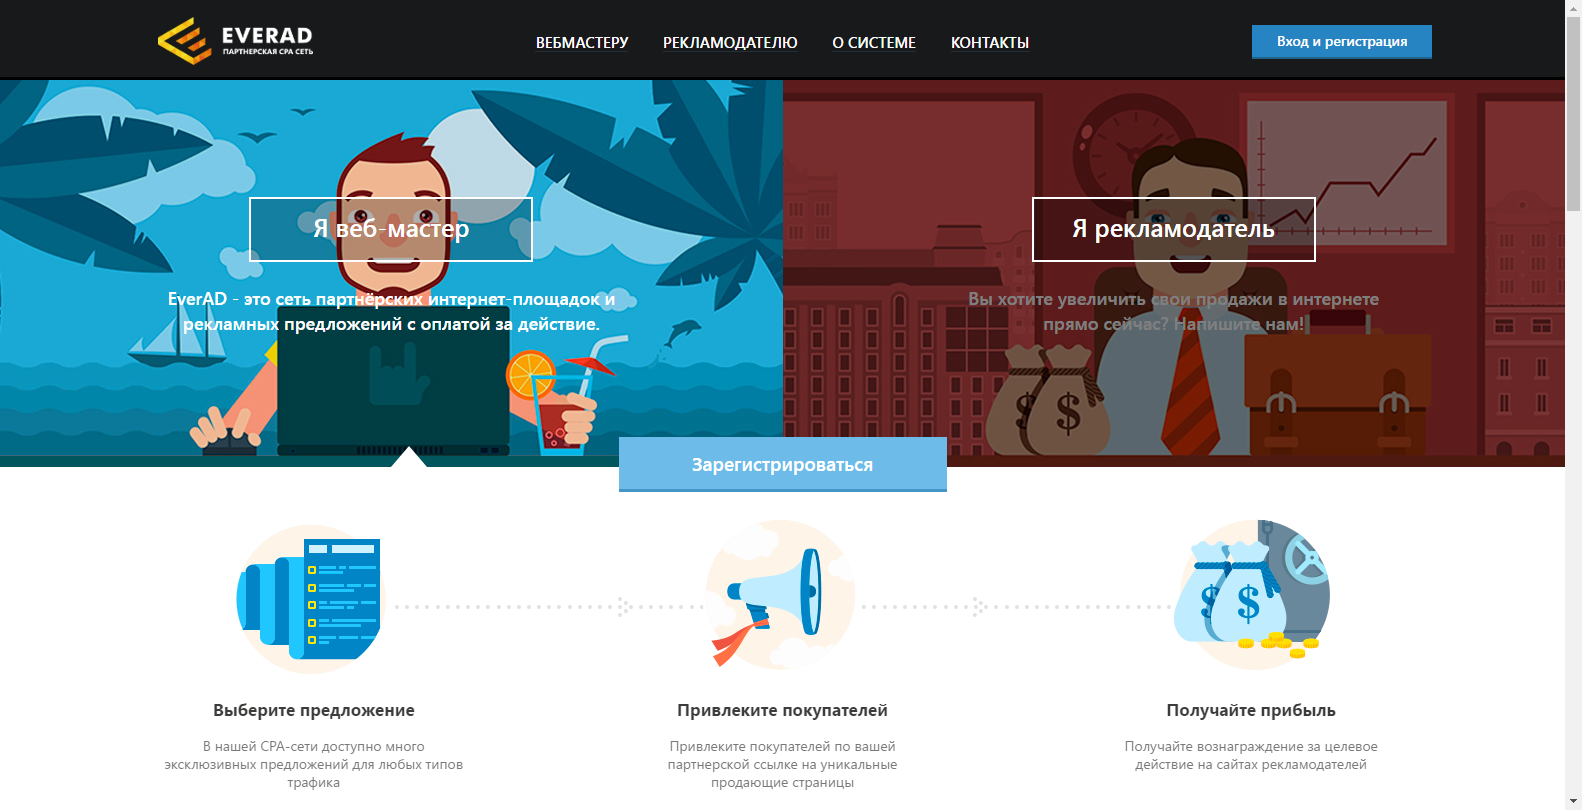 EVERAD
ПАРТНЕРСКАЯ CPA СЕТЬ
ВЕБМАСТЕРУ РЕКЛАМОДАТЕЛЮ О СИСТЕМЕ КОНТАКТЫ
Вход и регистрация
Я веб-мастер
EverAD - это сеть партнёрских интернет-площадок и
рекламных предложений с оплатой за действие.
Я рекламодатель
Вы хотите увеличить свои продажи в интернете
прямо сейчас? Напишите нам!
$ $
Зарегистрироваться
$ $
Выберите предложение
В нашей CPA-сети доступно много
эксклюзивных предложений для любых типов
трафика
Привлеките покупателей
Привлеките покупателей по вашей
партнерской ссылке на уникальные
продающие страницы
Получайте прибыль
Получайте вознаграждение за целевое
действие на сайтах рекламодателей